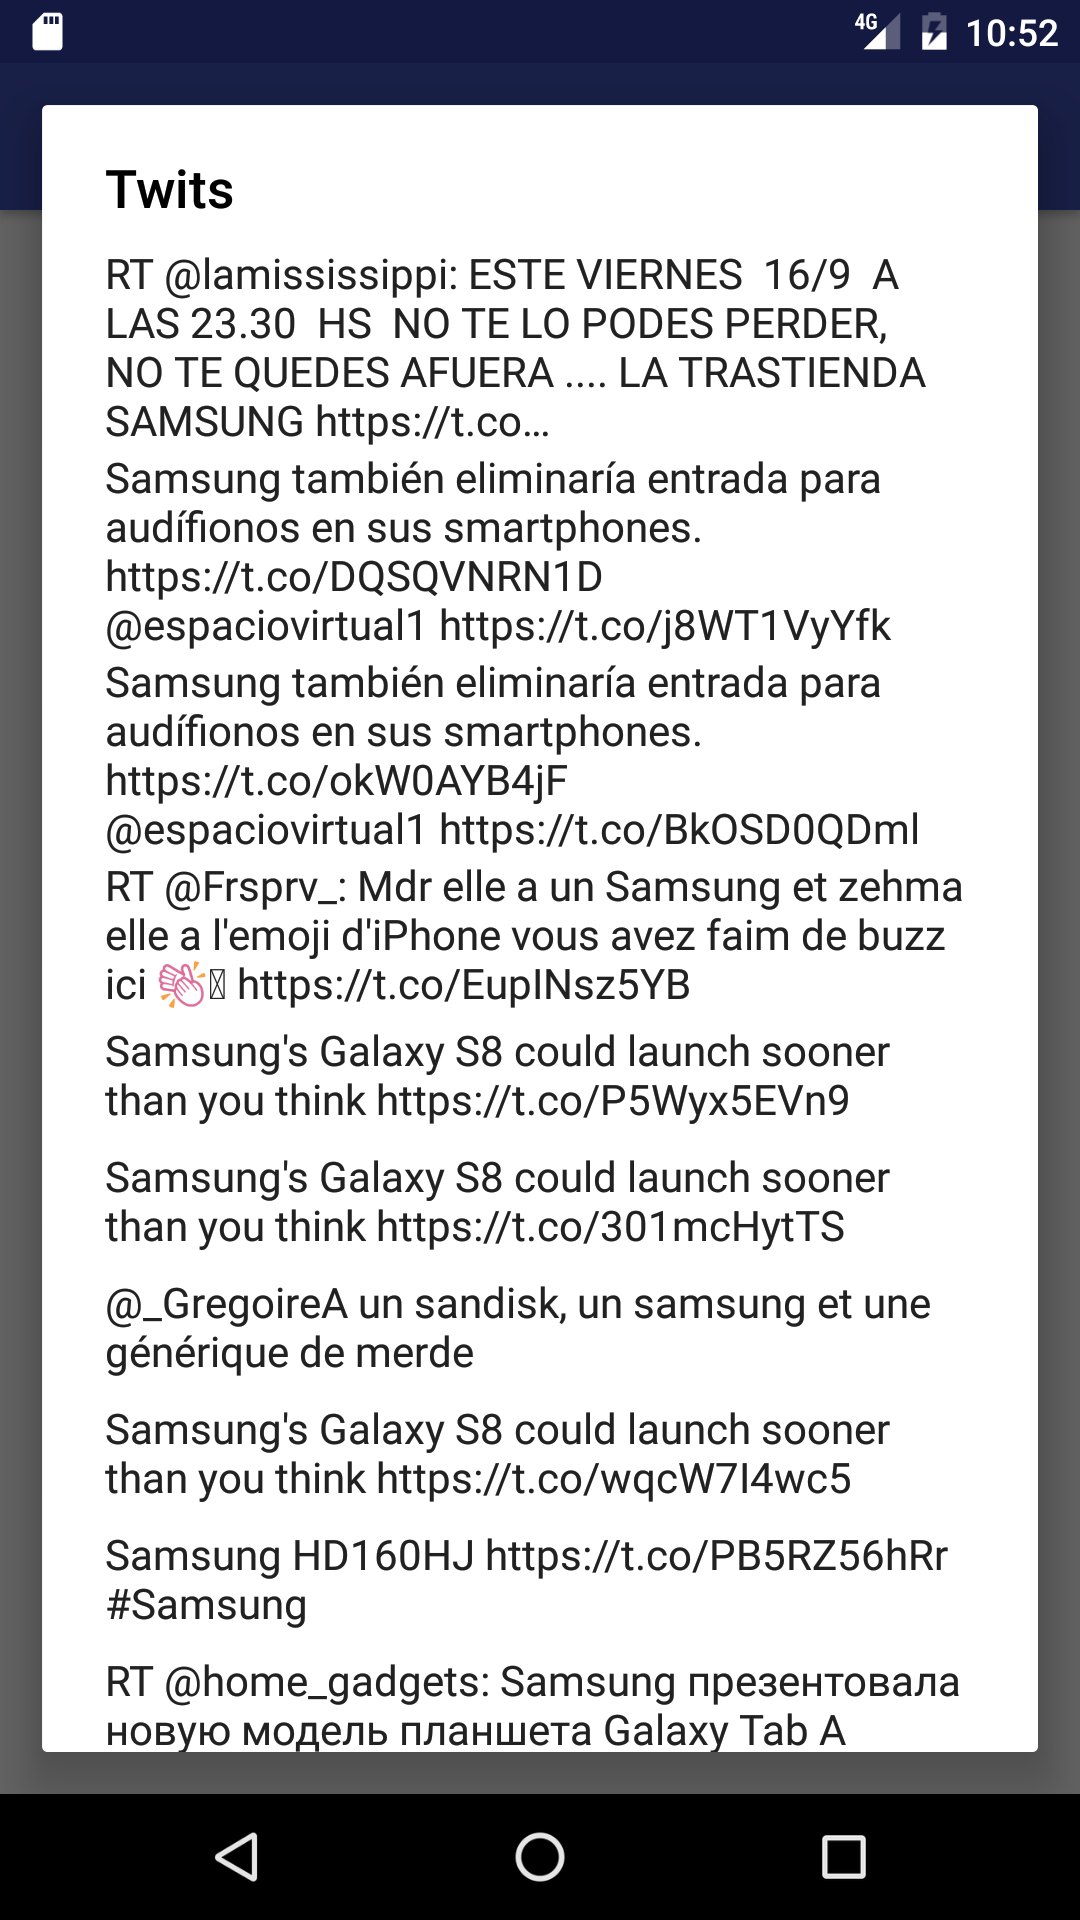 4G 10:52
Twits
RT @lamississippi: ESTE VIERNES  16/9  A
LAS 23.30  HS  NO TE LO PODES PERDER,
NO TE QUEDES AFUERA .... LA TRASTIENDA
SAMSUNG https://t.co…
Samsung también eliminaría entrada para
audífionos en sus smartphones.
https://t.co/DQSQVNRN1D
@espaciovirtual1 https://t.co/j8WT1VyYfk
Samsung también eliminaría entrada para
audífionos en sus smartphones.
https://t.co/okW0AYB4jF
@espaciovirtual1 https://t.co/BkOSD0QDml
RT @Frsprv_: Mdr elle a un Samsung et zehma
elle a l'emoji d'iPhone vous avez faim de buzz
ici 👏 https://t.co/EupINsz5YB
Samsung's Galaxy S8 could launch sooner
than you think https://t.co/P5Wyx5EVn9
Samsung's Galaxy S8 could launch sooner
than you think https://t.co/301mcHytTS
@_GregoireA un sandisk, un samsung et une
générique de merde
Samsung's Galaxy S8 could launch sooner
than you think https://t.co/wqcW7I4wc5
Samsung HD160HJ https://t.co/PB5RZ56hRr
#Samsung
RT @home_gadgets: Samsung презентовала
новую модель планшета Galaxy Tab A